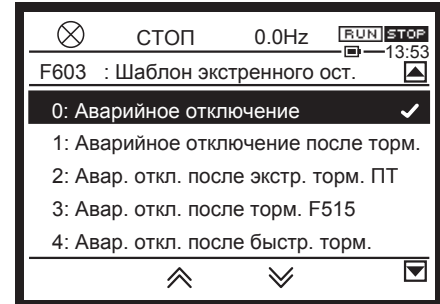 СТОП 0.0Hz RUN STOP
13:53
F603 : Шаблон экстренного ост.
0: Аварийное отключение
1: Аварийное отключение после торм.
2: Авар. откл. после экстр. торм. ПТ
3: Авар. откл. после торм. F515
4: Авар. откл. после быстр. торм.